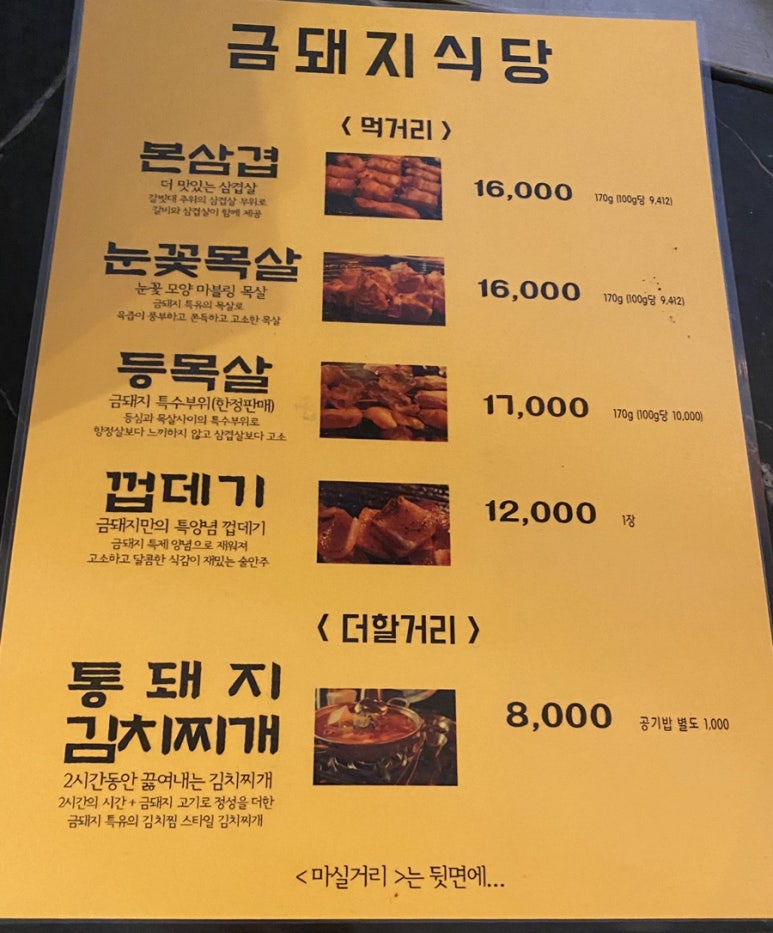 금돼지식당
< 먹거리 >
본삼겹
더 맛있는 삼겹살
갈빗대 주위의 삼겹살 부위로
갈비와 삼겹살이 함께 제공
16,000 170g (100g당 9,412)
눈꽃목살
눈꽃 모양 마블링 목살
금돼지 특유의 목살로
육즙이 풍부하고 쫀득하고 고소한 목살
16,000 170g (100g당 9,412)
등목살
금돼지 특수부위(한정판매)
등심과 목살사이의 특수부위로
항정살보다 느끼하지 않고 삼겹살보다 고소
17,000 170g (100g당 10,000)
껍데기
금돼지만의 특양념 껍데기
금돼지 특제 양념으로 재워져
고소하고 달콤한 식감이 재밌는 술안주
12,000 1장
< 더할거리 >
통돼지
김치찌개
2시간동안 끓여내는 김치찌개
2시간의 시간 + 금돼지 고기로 정성을 더한
금돼지 특유의 김치찜 스타일 김치찌개
8,000 공기밥 별도 1,000
<마실거리 >는 뒷면에...